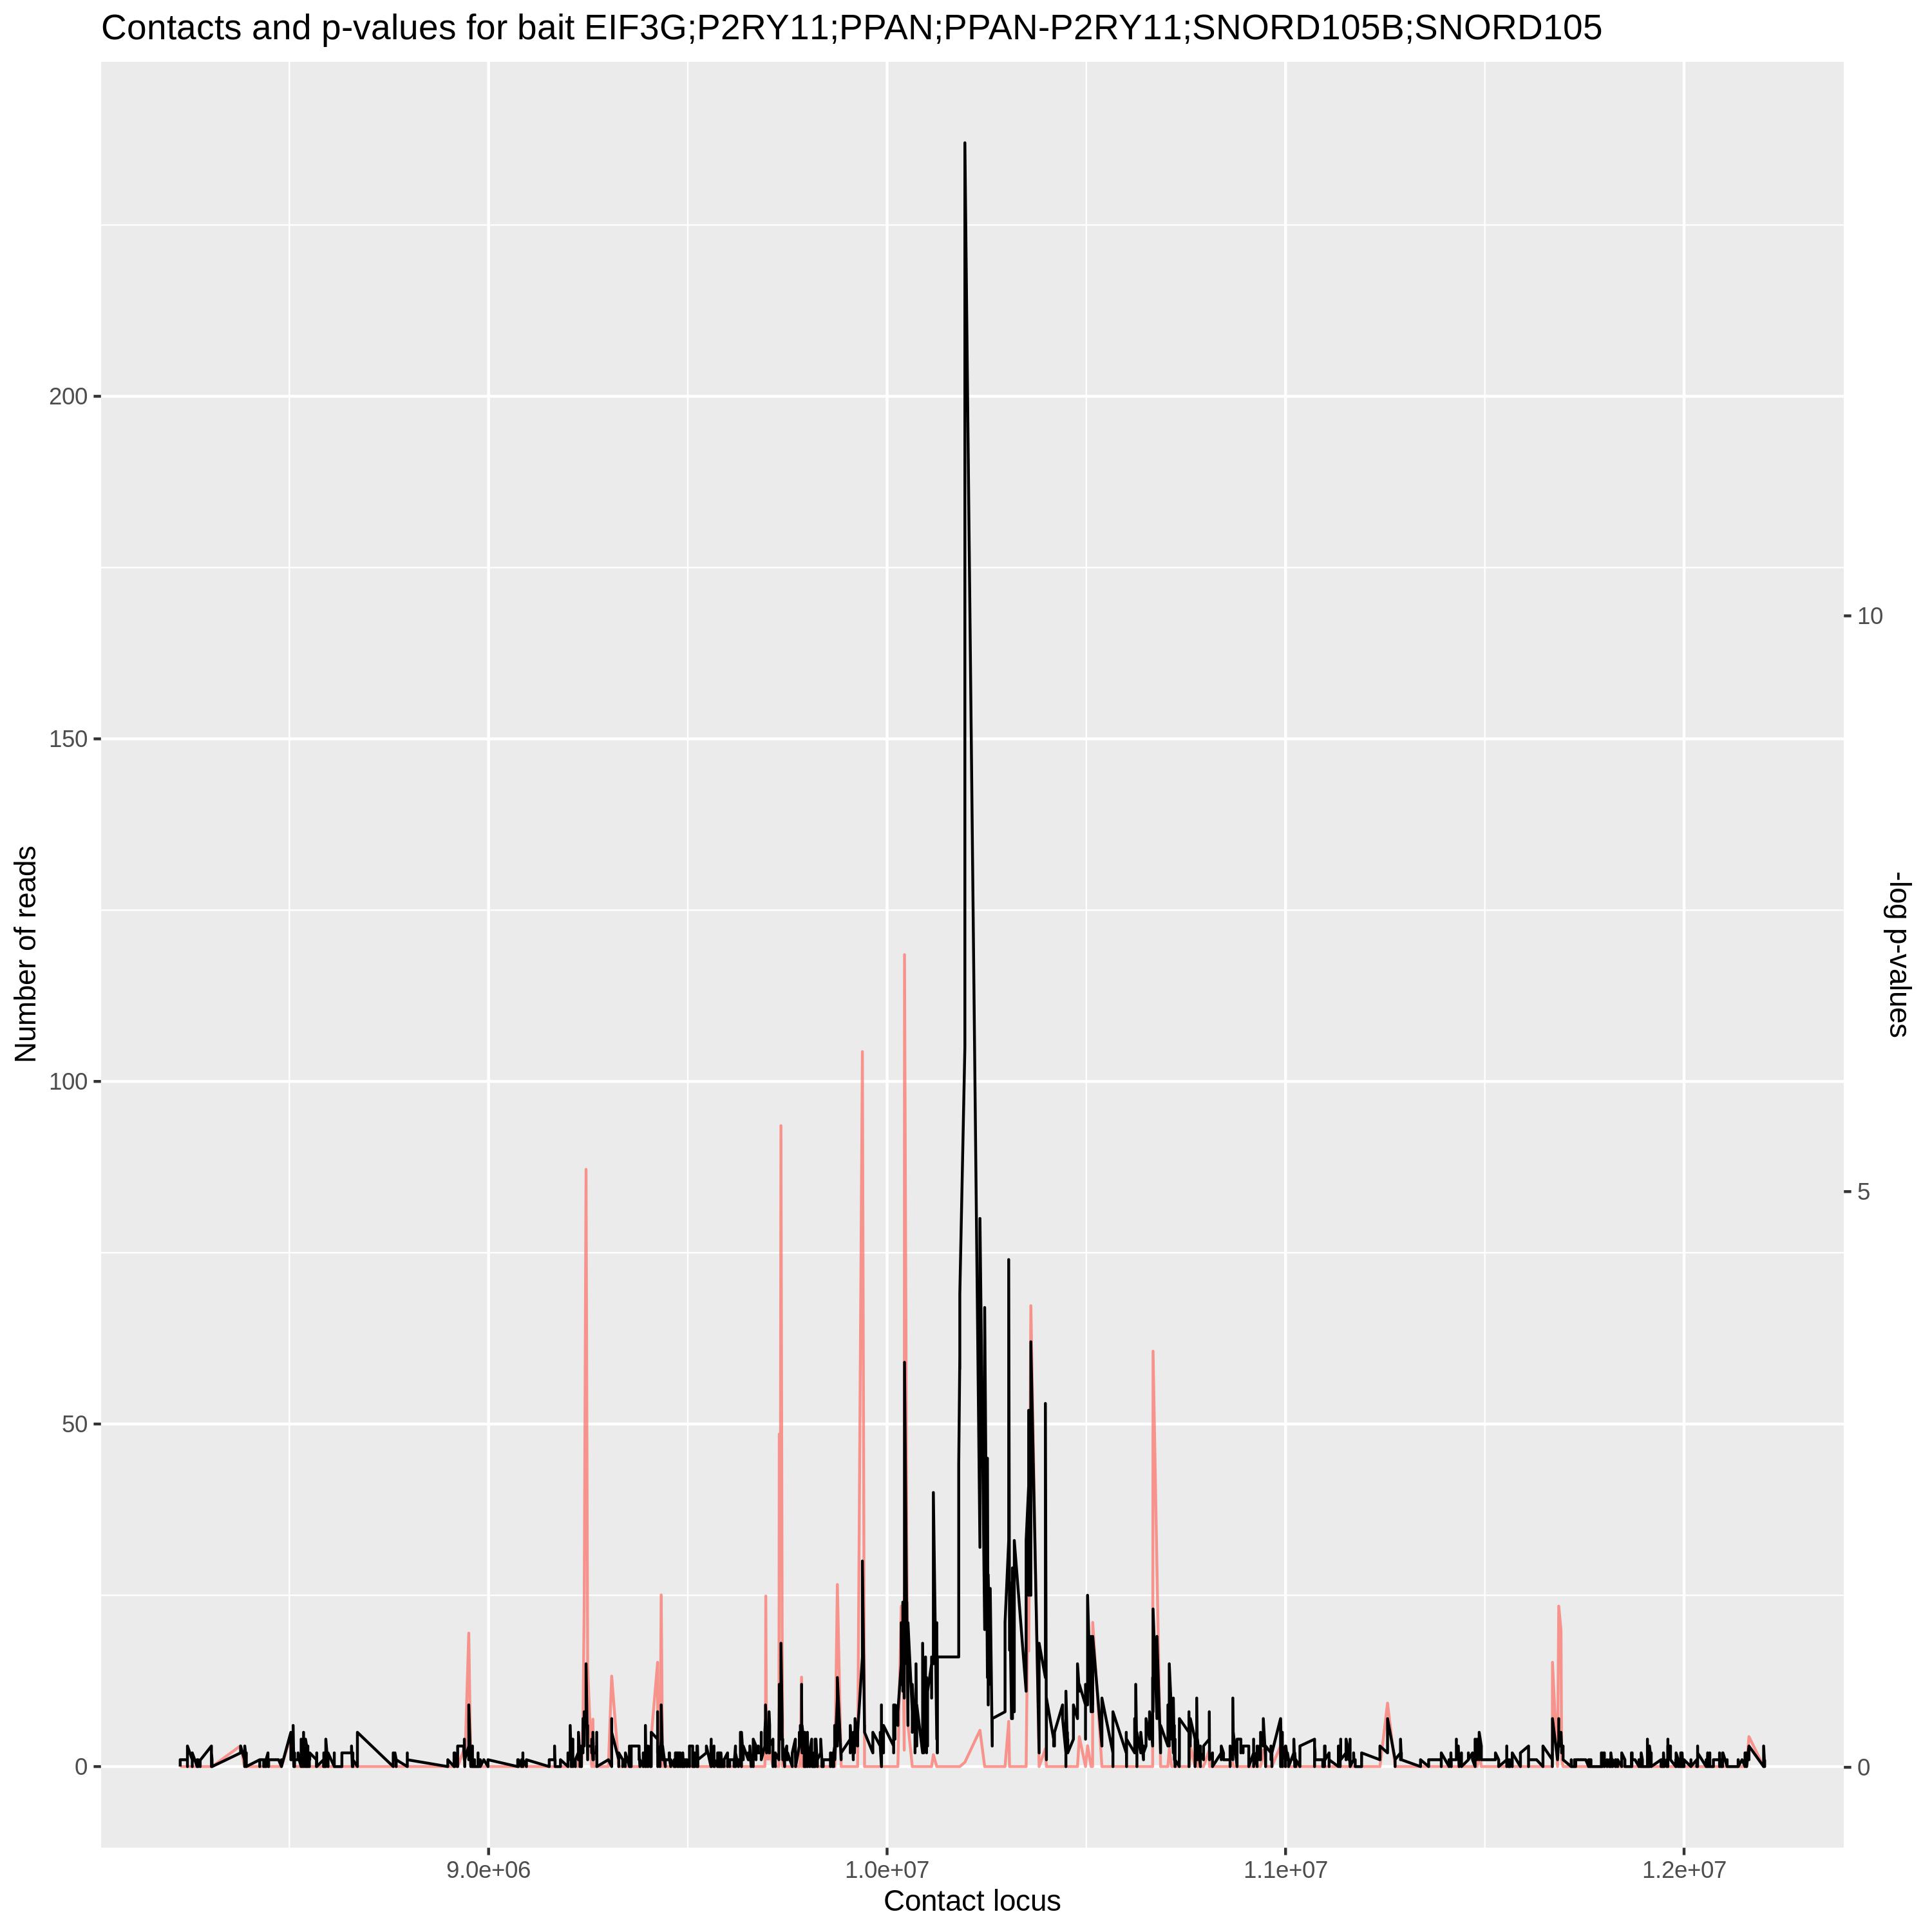 Contacts and p-values for bait EIF3G;P2RY11;PPAN;PPAN-P2RY11;SNORD105B;SNORD105
Number of reads
200
150
100
50
0
10
5
0
-log p-values
9.0e+06
1.0e+07
1.1e+07
1.2e+07
Contact locus